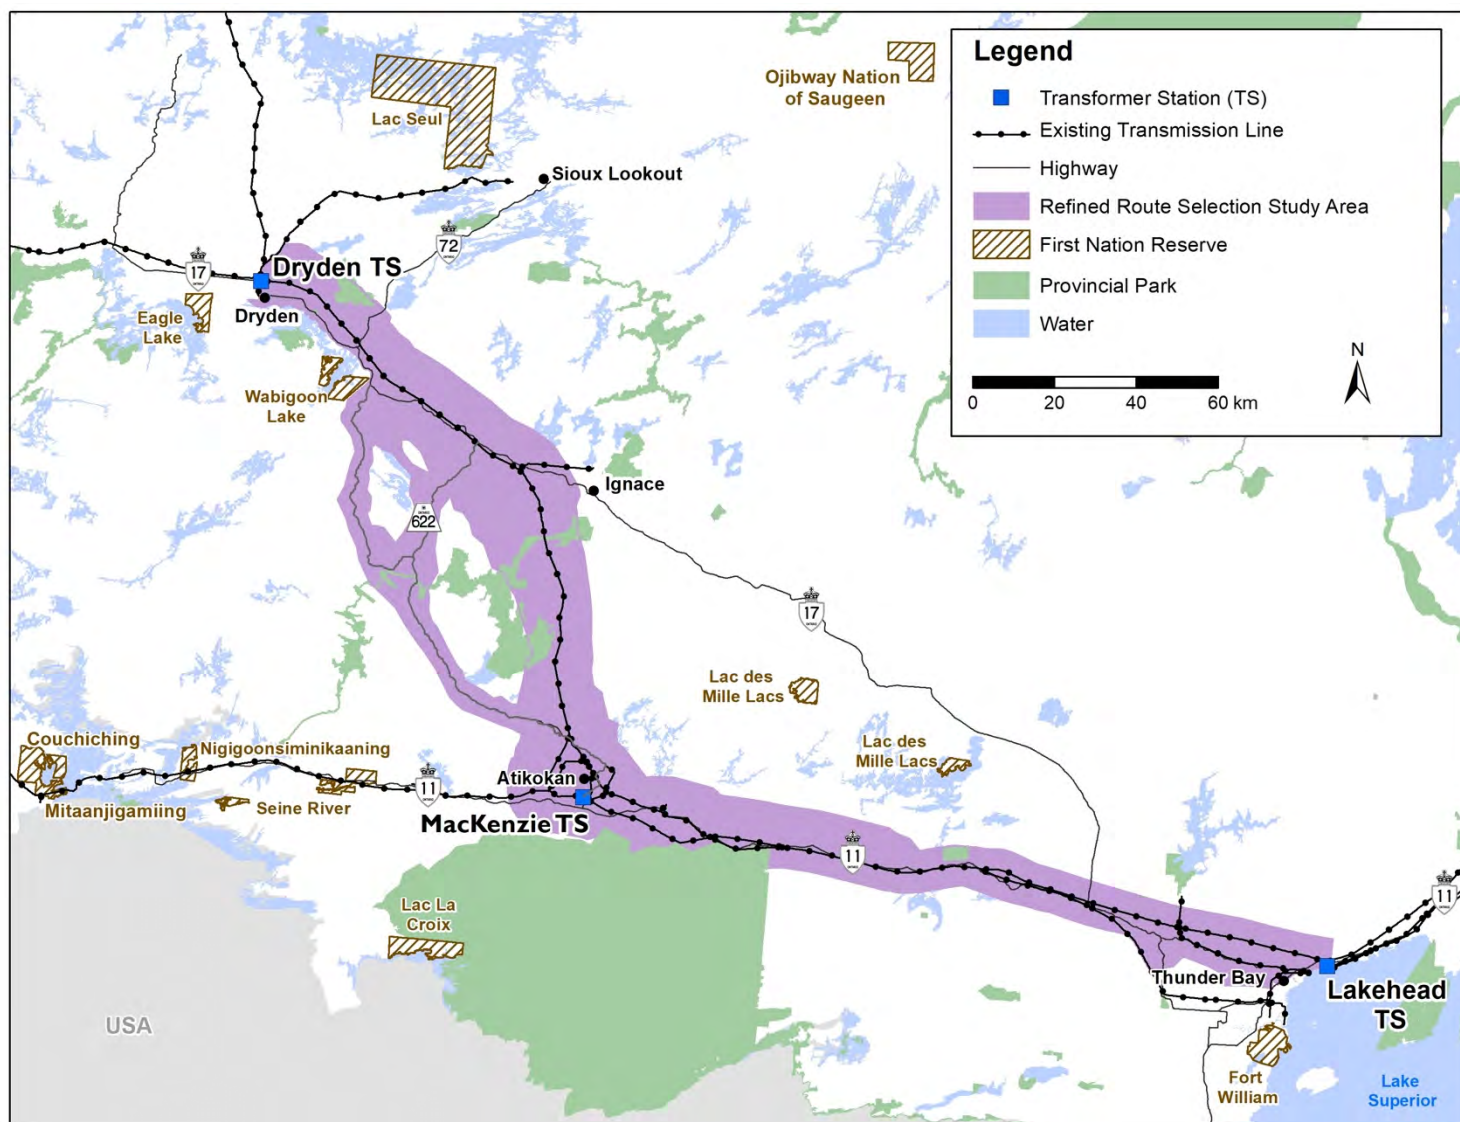 Legend
Transformer Station (TS)
Existing Transmission Line
Highway
Refined Route Selection Study Area
First Nation Reserve
Provincial Park
Water
N
0 20 40 60 km
Ojibway Nation
of Saugeen
Lac Seul
Sioux Lookout
72
17
Dryden TS
Dryden
Eagle
Lake
Wabigoon
Lake
Ignace
622
17
Lac des
Mille Lacs
Lac des
Mille Lacs
Couchiching
Nigigoonsiminikaaning
Mitaanjigamiing
Seine River
11
Atikokan
MacKenzie TS
11
11
Lac La
Croix
Thunder Bay
Lakehead
TS
USA
Fort
William
Lake
Superior